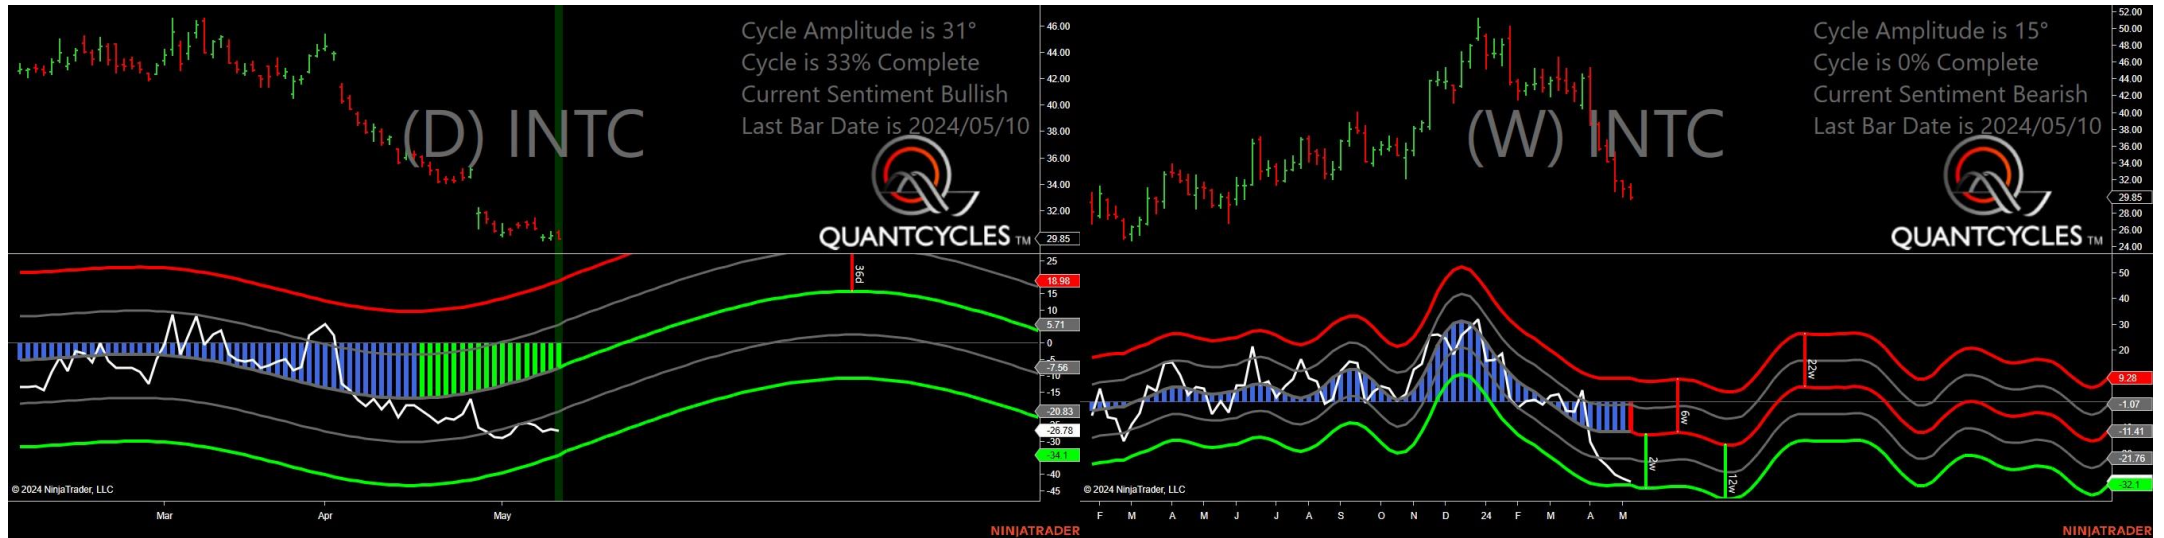 Cycle Amplitude is 31°
Cycle is 33% Complete
Current Sentiment Bullish
Last Bar Date is 2024/05/10
(D) INTC
QUANTCYCLES TM
46.00
44.00
42.00
40.00
38.00
36.00
34.00
32.00
29.85
36d
25
18.98
15
10
5.71
0
-5
-7.56
-10
-15
-20.83
-26.78
-30
-34.1
-40
-45
© 2024 NinjaTrader, LLC
Mar Apr May
NINJATRADER
Cycle Amplitude is 15°
Cycle is 0% Complete
Current Sentiment Bearish
Last Bar Date is 2024/05/10
(W) INTC
QUANTCYCLES TM
52.00
50.00
48.00
46.00
44.00
42.00
40.00
38.00
36.00
34.00
32.00
29.85
28.00
26.00
24.00
22w
6w
2w
12w
50
40
30
20
9.28
-1.07
-11.41
-21.76
-32.1
© 2024 NinjaTrader, LLC
F M A M J J A S O N D 24 F M A M
NINJATRADER